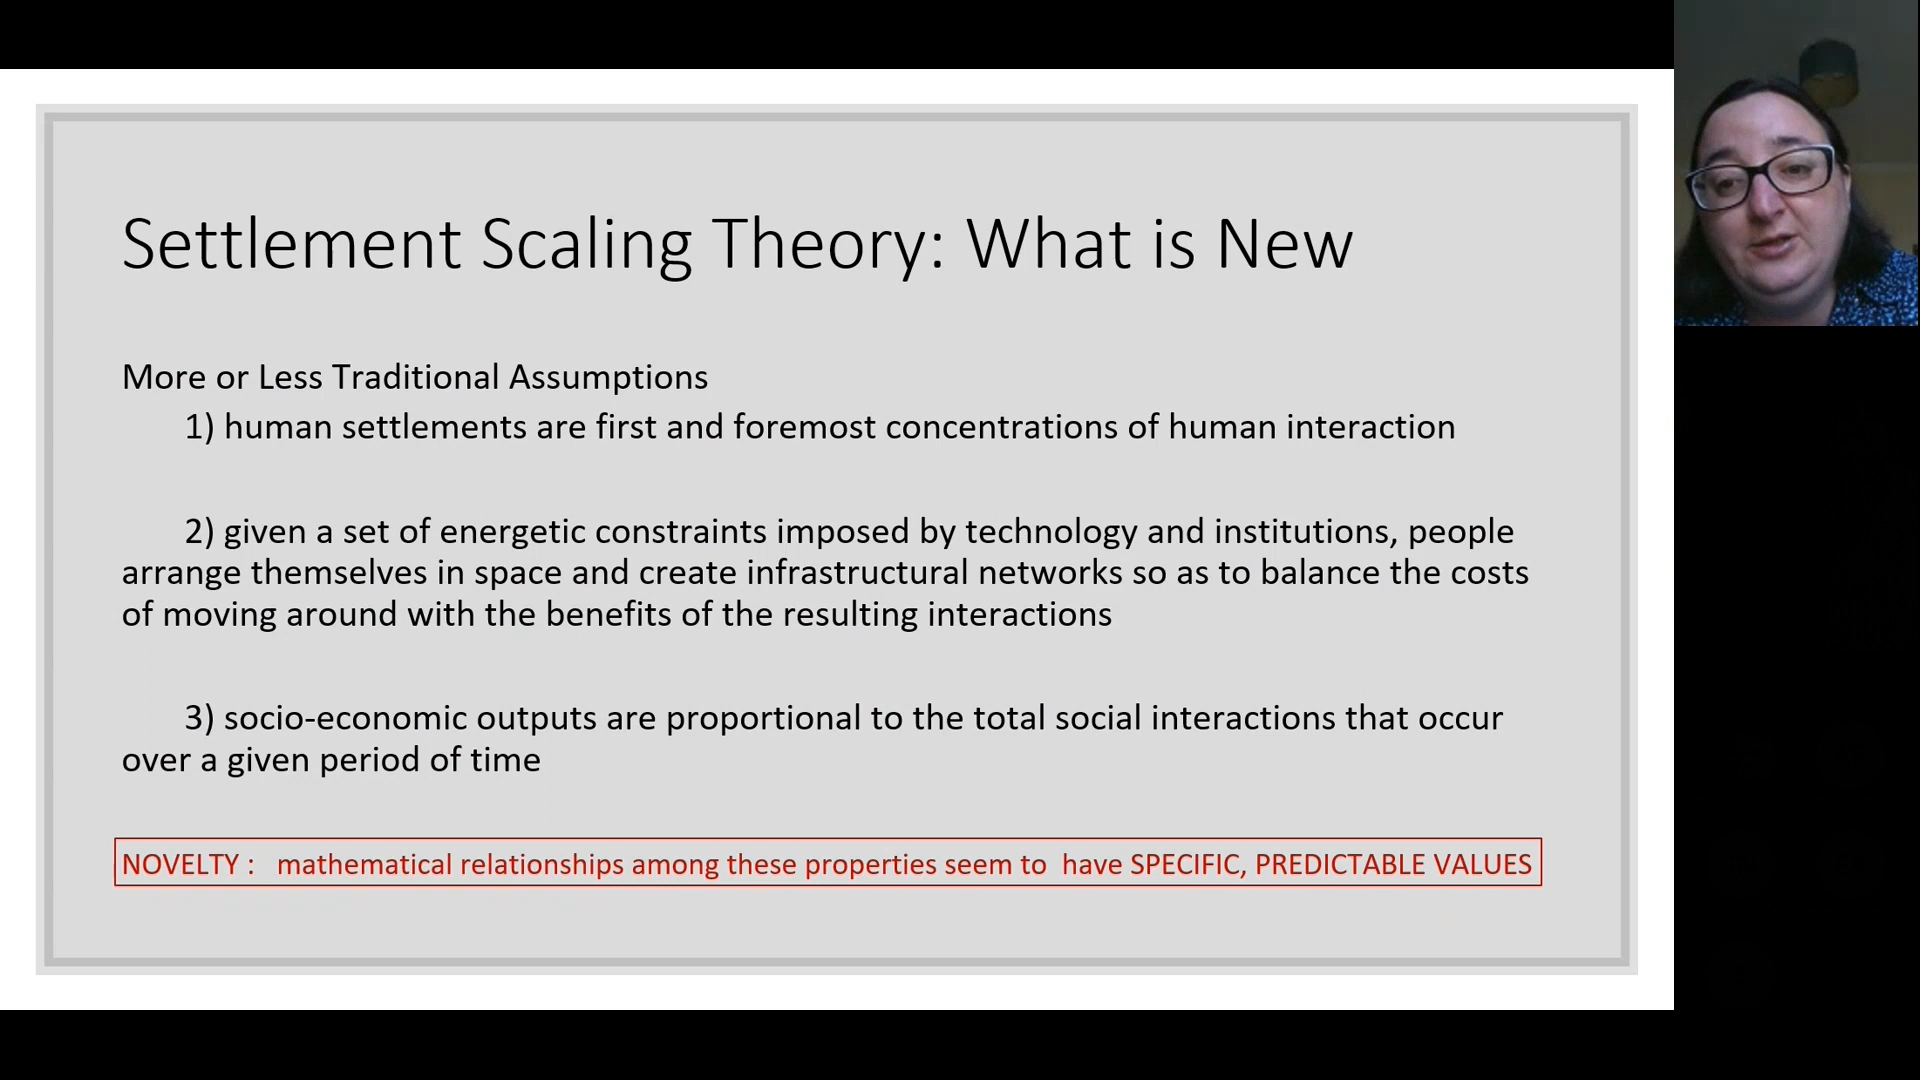 Settlement Scaling Theory: What is New
More or Less Traditional Assumptions
1) human settlements are first and foremost concentrations of human interaction
2) given a set of energetic constraints imposed by technology and institutions, people
arrange themselves in space and create infrastructural networks so as to balance the costs
of moving around with the benefits of the resulting interactions
3) socio-economic outputs are proportional to the total social interactions that occur
over a given period of time
NOVELTY : mathematical relationships among these properties seem to have SPECIFIC, PREDICTABLE VALUES